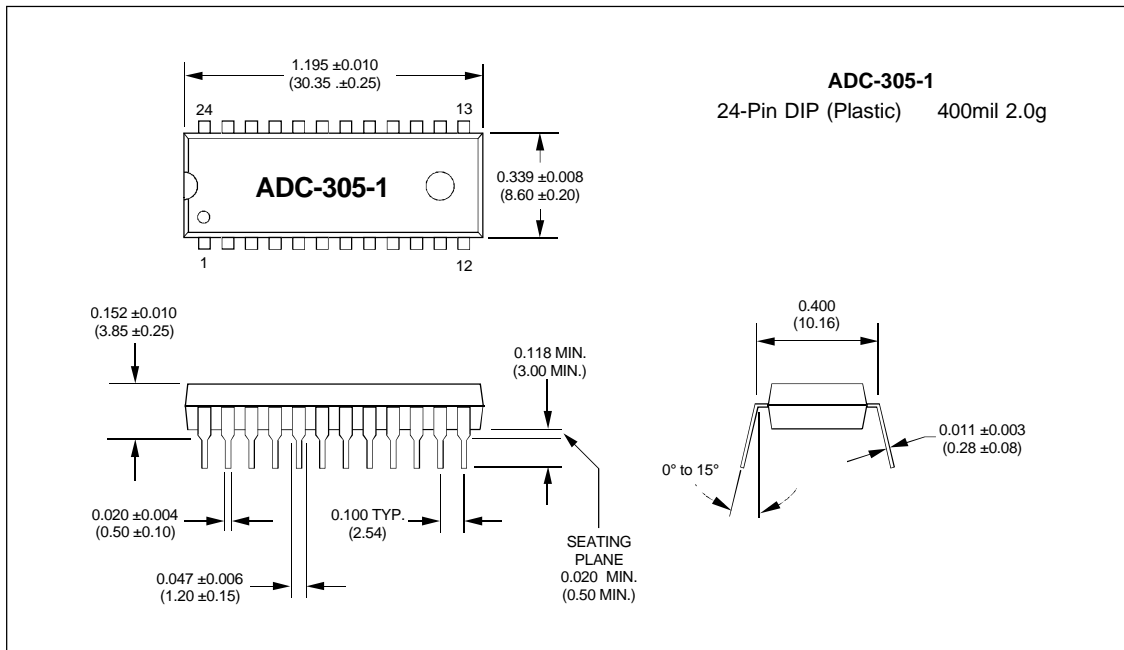 1.195 ±0.010
(30.35 .±0.25)
ADC-305-1
24-Pin DIP (Plastic) 400mil 2.0g
24
13
ADC-305-1
0.339 ±0.008
(8.60 ±0.20)
1
12
0.152 ±0.010
(3.85 ±0.25)
0.118 MIN.
(3.00 MIN.)
0.400
(10.16)
0.011 ±0.003
(0.28 ±0.08)
0° to 15°
0.020 ±0.004
(0.50 ±0.10)
0.100 TYP.
(2.54)
0.047 ±0.006
(1.20 ±0.15)
SEATING
PLANE
0.020 MIN.
(0.50 MIN.)